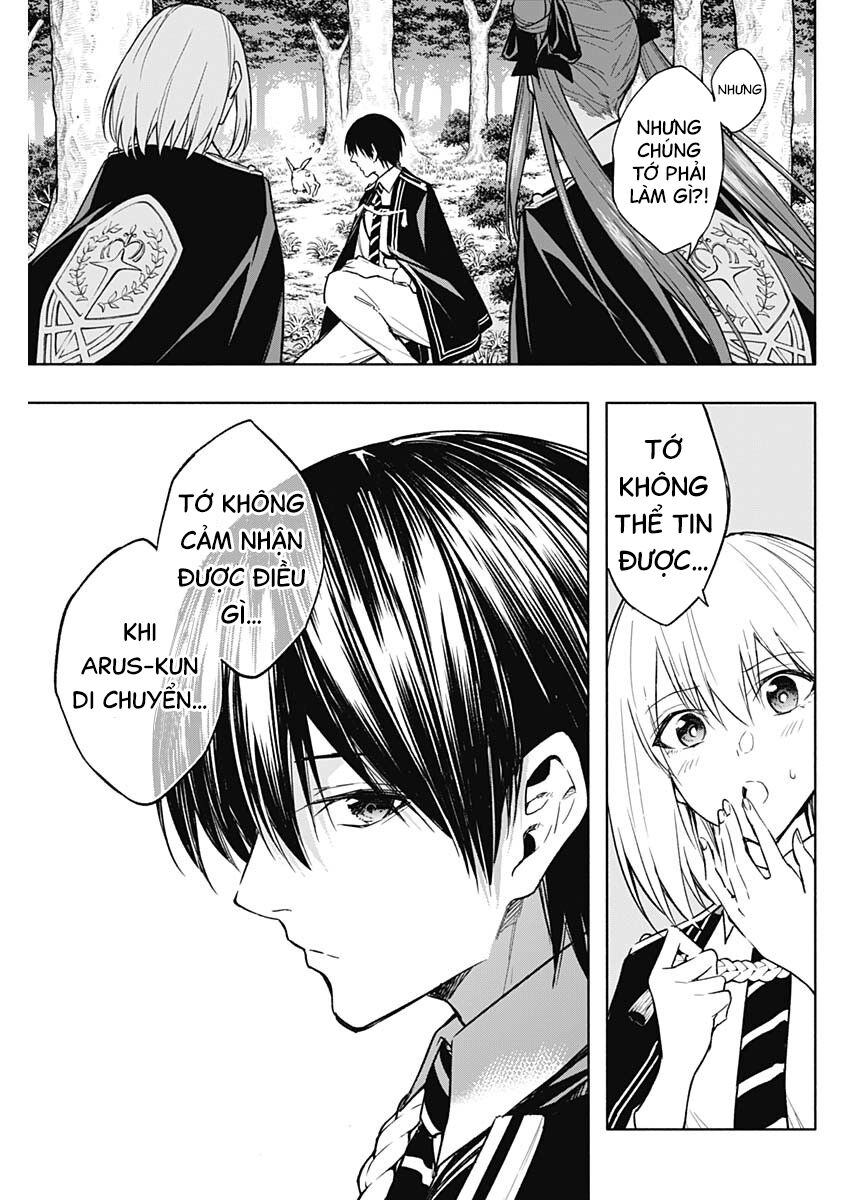 NHƯNG
NHƯNG
CHÚNG
TỚ PHẢI
LÀM GÌ?!
TỚ
KHÔNG
THỂ TIN
ĐƯỢC...
TỚ KHÔNG
CẢM NHẬN
ĐƯỢC ĐIỀU
GÌ...
KHI
ARUS-KUN
DI CHUYỂN...